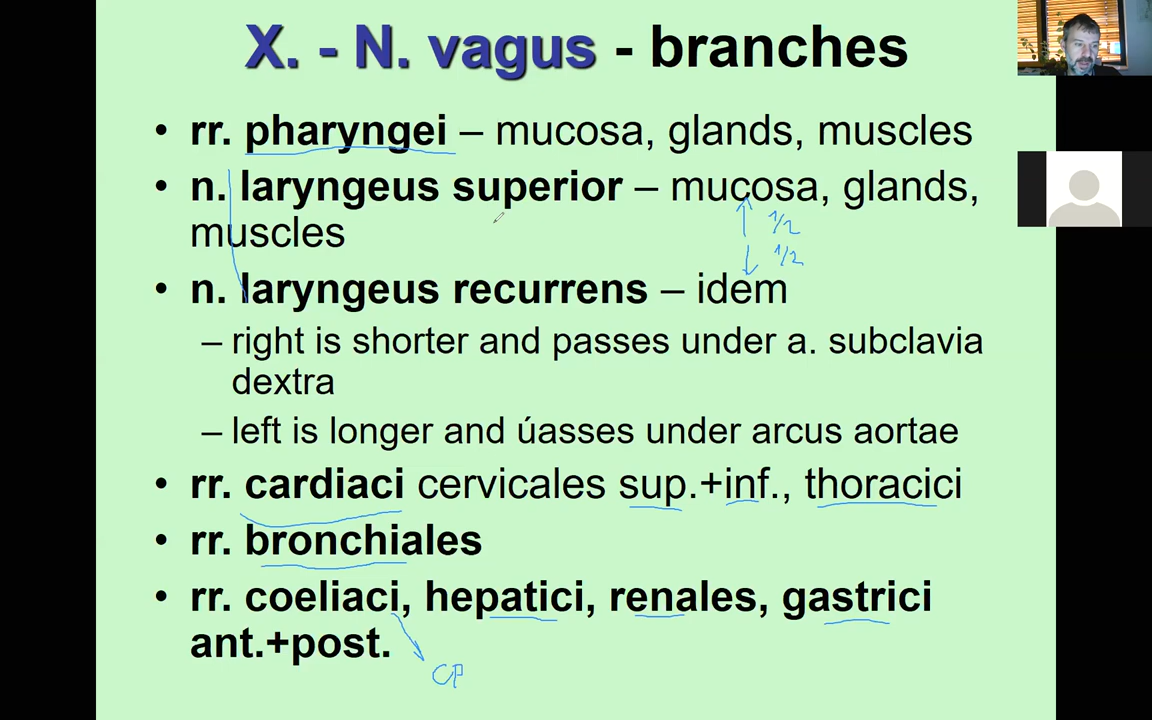 X. - N. vagus - branches
• rr. pharyngei – mucosa, glands, muscles
• n. laryngeus superior – mucosa, glands,
muscles
1/2
1/2
• n. laryngeus recurrens – idem
– right is shorter and passes under a. subclavia
dextra
– left is longer and úasses under arcus aortae
• rr. cardiaci cervicales sup.+inf., thoracici
• rr. bronchiales
• rr. coeliaci, hepatici, renales, gastrici
ant.+post.
CP